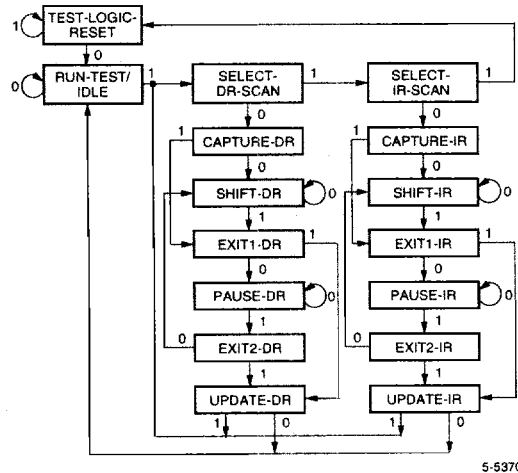 TEST-LOGIC-
RESET
1
0
RUN-TEST/
IDLE
0
1
SELECT-
DR-SCAN
1
SELECT-
IR-SCAN
1
0
0
1
CAPTURE-DR
1
CAPTURE-IR
0
0
SHIFT-DR
0
SHIFT-IR
0
1
1
EXIT1-DR
1
EXIT1-IR
1
0
0
PAUSE-DR
0
PAUSE-IR
0
1
1
0
EXIT2-DR
0
EXIT2-IR
1
1
UPDATE-DR
UPDATE-IR
1
0
1
0